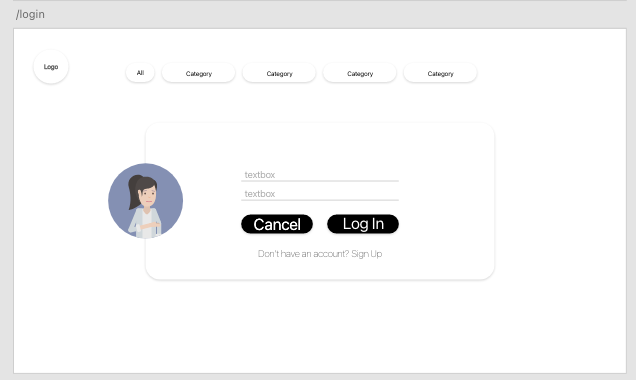 /login
Logo
All Category Category Category Category
textbox
textbox
Cancel Log In
Don't have an account? Sign Up